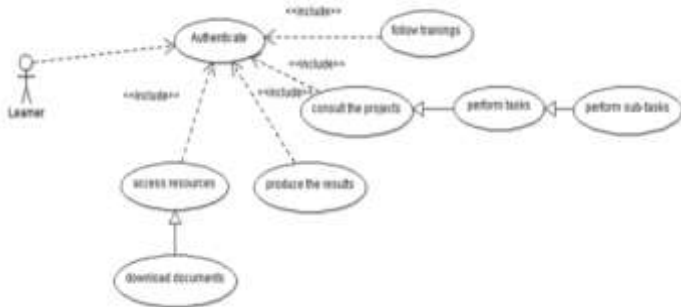 <<include>>
Authenticate
follow trainings
<<include>>
<<include>>
<<include>>
consult the projects
perform tasks
perform sub-tasks
Learner
access resources
produce the results
download documents